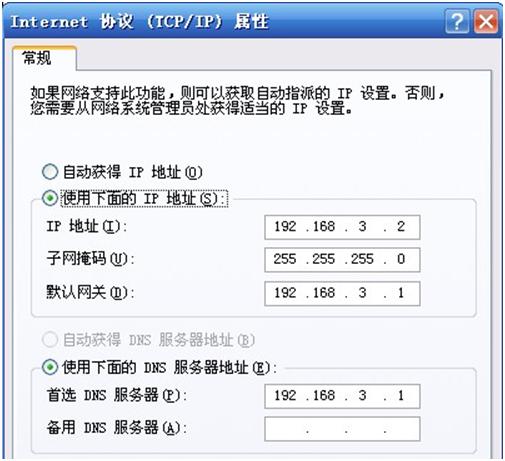 Internet 协议 (TCP/IP) 属性
常规
如果网络支持此功能，则可以获取自动指派的 IP 设置。否则，
您需要从网络系统管理员处获得适当的 IP 设置。
自动获得 IP 地址(O)
使用下面的 IP 地址(S):
IP 地址(I): 192 .168 . 3 . 2
子网掩码(U): 255 .255 .255 . 0
默认网关(D): 192 .168 . 3 . 1
自动获得 DNS 服务器地址(B)
使用下面的 DNS 服务器地址(E):
首选 DNS 服务器(P): 192 .168 . 3 . 1
备用 DNS 服务器(A): . . .